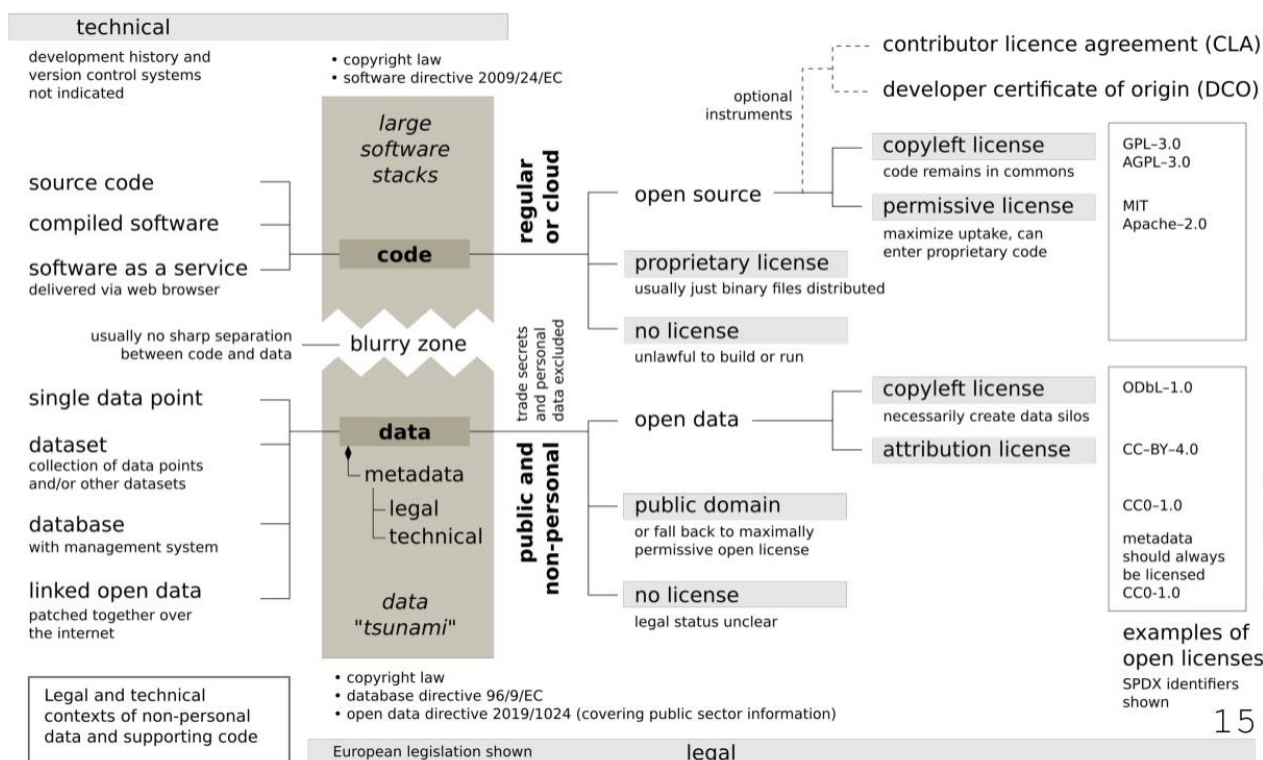 technical
development history and
version control systems
not indicated
• copyright law
• software directive 2009/24/EC
large
software
stacks
source code
compiled software
software as a service
delivered via web browser
code
regular
or cloud
optional
instruments
contributor licence agreement (CLA)
developer certificate of origin (DCO)
open source
copyleft license
code remains in commons
permissive license
maximize uptake, can
enter proprietary code
GPL–3.0
AGPL–3.0
MIT
Apache–2.0
proprietary license
usually just binary files distributed
no license
unlawful to build or run
usually no sharp separation
between code and data
blurry zone
trade secrets
and personal
data excluded
single data point
dataset
collection of data points
and/or other datasets
database
with management system
linked open data
patched together over
the internet
data
metadata
legal
technical
data
"tsunami"
public and
non-personal
open data
copyleft license
necessarily create data silos
attribution license
public domain
or fall back to maximally
permissive open license
no license
legal status unclear
ODbL–1.0
CC–BY–4.0
CC0–1.0
metadata
should always
be licensed
CC0-1.0
examples of
open licenses
SPDX identifiers
shown
• copyright law
• database directive 96/9/EC
• open data directive 2019/1024 (covering public sector information)
Legal and technical
contexts of non-personal
data and supporting code
15
European legislation shown
legal